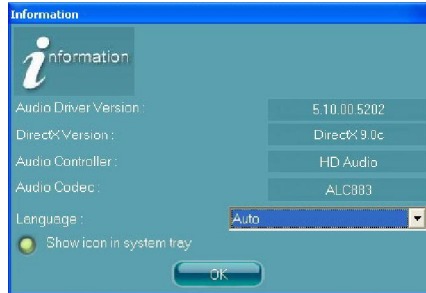 Information
information
Audio Driver Version : 5.10.00.5202
DirectX Version : DirectX 9.0c
Audio Controller : HD Audio
Audio Codec : ALC883
Language : Auto
Show icon in system tray
OK